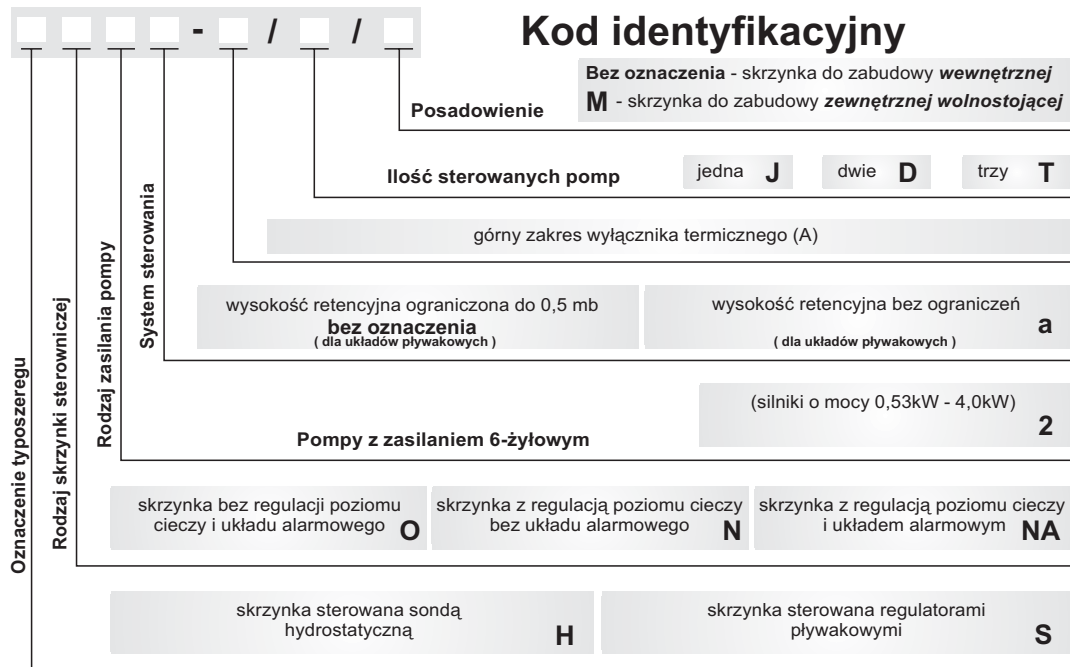 - / /
Kod identyfikacyjny
Bez oznaczenia - skrzynka do zabudowy wewnętrznej
M - skrzynka do zabudowy zewnętrznej wolnostojącej
Posadowienie
Ilość sterowanych pomp
jedna J
dwie D
trzy T
górny zakres wyłącznika termicznego (A)
System sterowania
wysokość retencyjna ograniczona do 0,5 mb
bez oznaczenia
( dla układów pływakowych )
wysokość retencyjna bez ograniczeń
a
( dla układów pływakowych )
Rodzaj zasilania pompy
(silniki o mocy 0,53kW - 4,0kW)
2
Pompy z zasilaniem 6-żyłowym
Rodzaj skrzynki sterowniczej
skrzynka bez regulacji poziomu
cieczy i układu alarmowego O
skrzynka z regulacją poziomu cieczy
bez układu alarmowego N
skrzynka z regulacją poziomu cieczy
i układem alarmowym NA
Oznaczenie typoszeregu
skrzynka sterowana sondą
hydrostatyczną H
skrzynka sterowana regulatorami
pływakowymi S